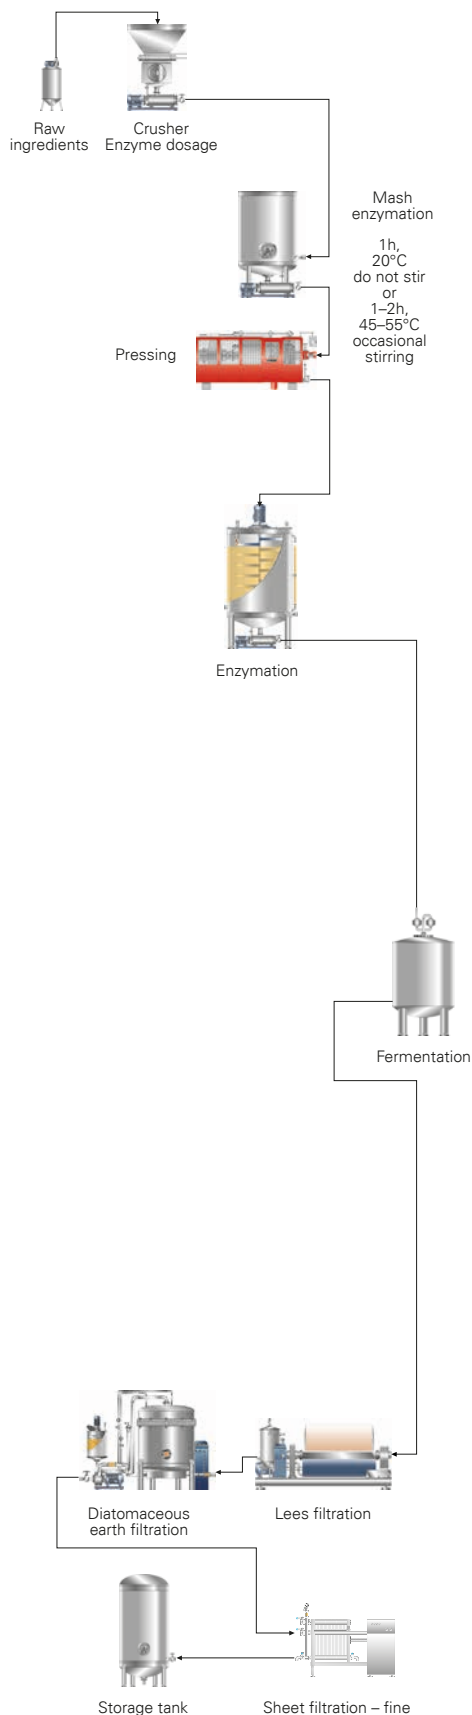 Raw
ingredients
Crusher
Enzyme dosage
Mash
enzymation
1h,
20°C
do not stir
or
1–2h,
45–55°C
occasional
stirring
Pressing
Enzymation
Fermentation
Diatomaceous
earth filtration
Lees filtration
Storage tank
Sheet filtration – fine